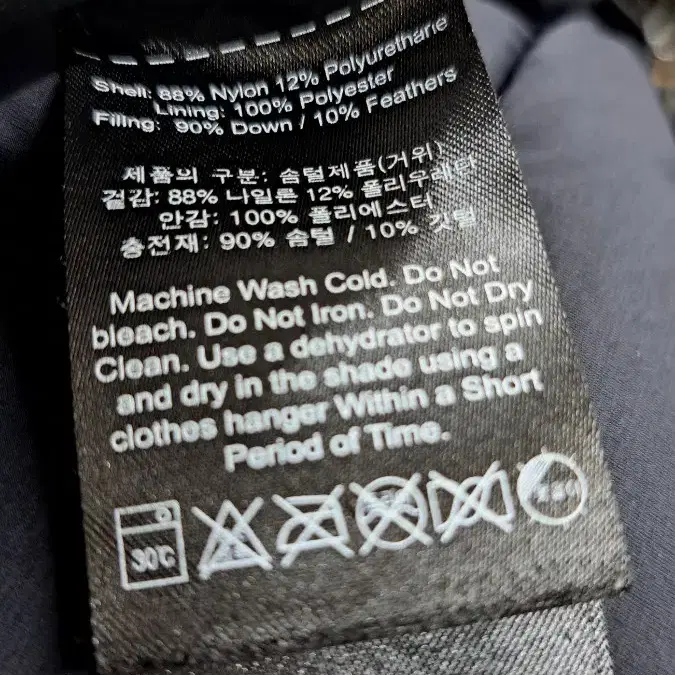 Shell: 88% Nylon 12% Polyurethane
Lining: 100% Polyester
Filling: 90% Down / 10% Feathers
제품의 구분: 솜털제품(거위)
겉감: 88% 나일론 12% 폴리우레탄
안감: 100% 폴리에스터
충전재: 90% 솜털 / 10% 깃털
Machine Wash Cold. Do Not
bleach. Do Not Iron. Do Not Dry
Clean. Use a dehydrator to spin
and dry in the shade using a
clothes hanger Within a Short
Period of Time.
30℃